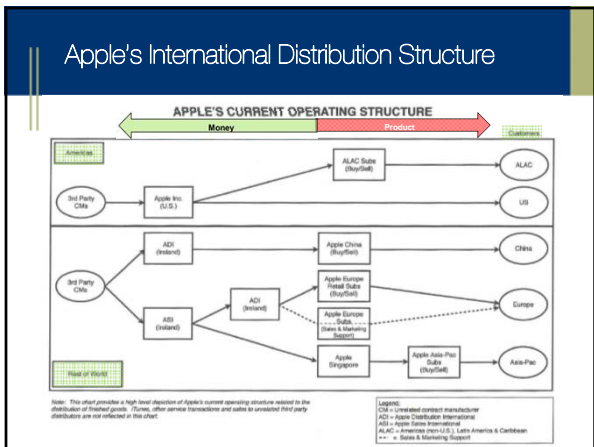 Apple's International Distribution Structure
APPLE'S CURRENT OPERATING STRUCTURE
Money
Product
Customers
Americas
ALAC Subs
(Buy/Sell)
ALAC
3rd Party
CMs
Apple Inc.
(U.S.)
US
ADI
(Ireland)
Apple China
(Buy/Sell)
China
3rd Party
CMs
Apple Europe
Retail Subs
(Buy/Sell)
ADI
(Ireland)
Europe
ASI
(Ireland)
Apple Europe
Subs
(Sales & Marketing
Support)
Apple
Singapore
Apple Asia-Pac
Subs
(Buy/Sell)
Asia-Pac
Rest of World
Note: This chart provides a high level depiction of Apple's current operating structure related to the
distribution of finished goods. iTunes, other service transactions and sales to unrelated third party
distributors are not reflected in this chart.
Legend:
CM = Unrelated contract manufacturer
ADI = Apple Distribution International
ASI = Apple Sales International
ALAC = Americas (non-U.S.), Latin America & Caribbean
--- = Sales & Marketing Support